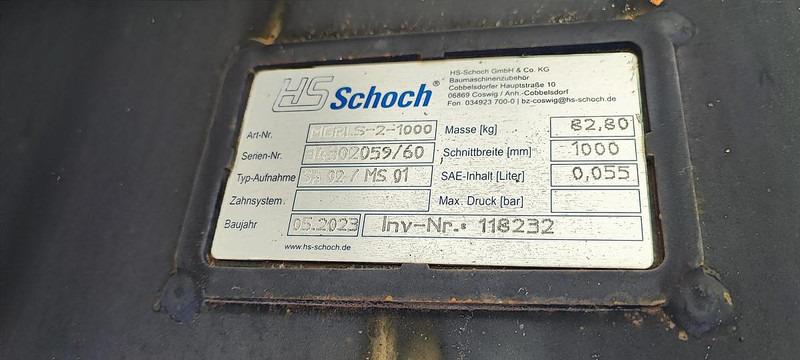 HS Schoch®
HS-Schoch GmbH & Co. KG
Baumaschinenzubehör
Cobbelsdorfer Hauptstraße 10
06869 Coswig / Anh.-Cobbelsdorf
Fon 034923 700-0 | bz-coswig@hs-schoch.de
Art-Nr. MGRLS-2-1000 Masse [kg] 82,80
Serien-Nr. Schnittbreite [mm] 1000
Typ-Aufnahme / MS 01 SAE-Inhalt [Liter] 0,055
Zahnsystem Max. Druck [bar]
Baujahr 05.2023 Inv-Nr.: 118232
www.hs-schoch.de